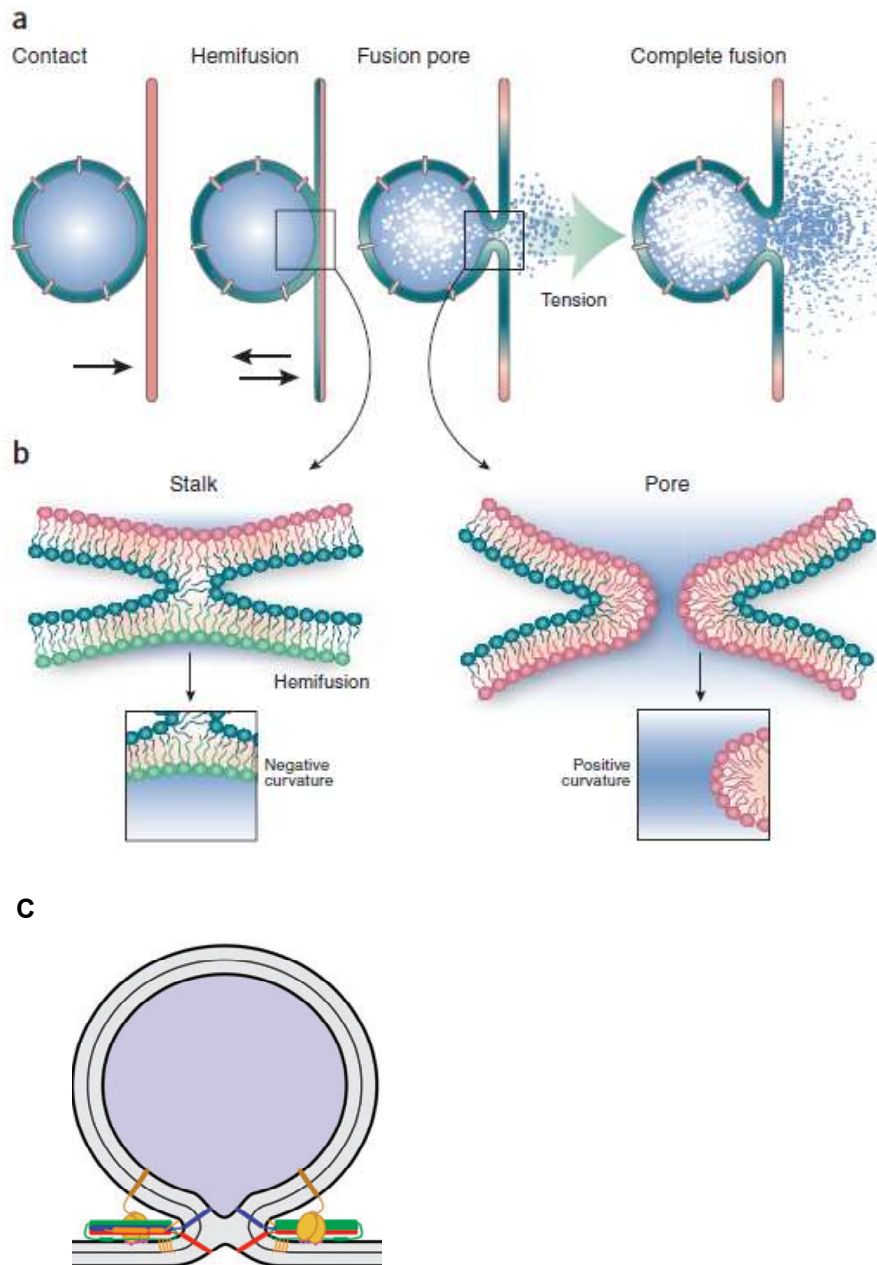 a
Contact Hemifusion Fusion pore Complete fusion
Tension
b
Stalk Pore
Hemifusion
Negative
curvature
Positive
curvature
C